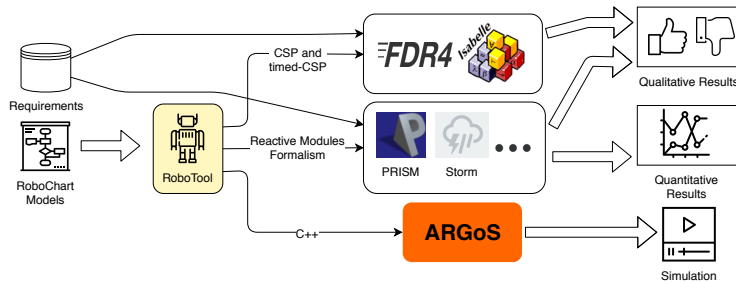 CSP and
timed-CSP
FDR4
Isabelle
Qualitative Results
Requirements
RoboChart
Models
RoboTool
Reactive Modules
Formalism
P
PRISM
Storm
Quantitative
Results
C++
ARGoS
Simulation